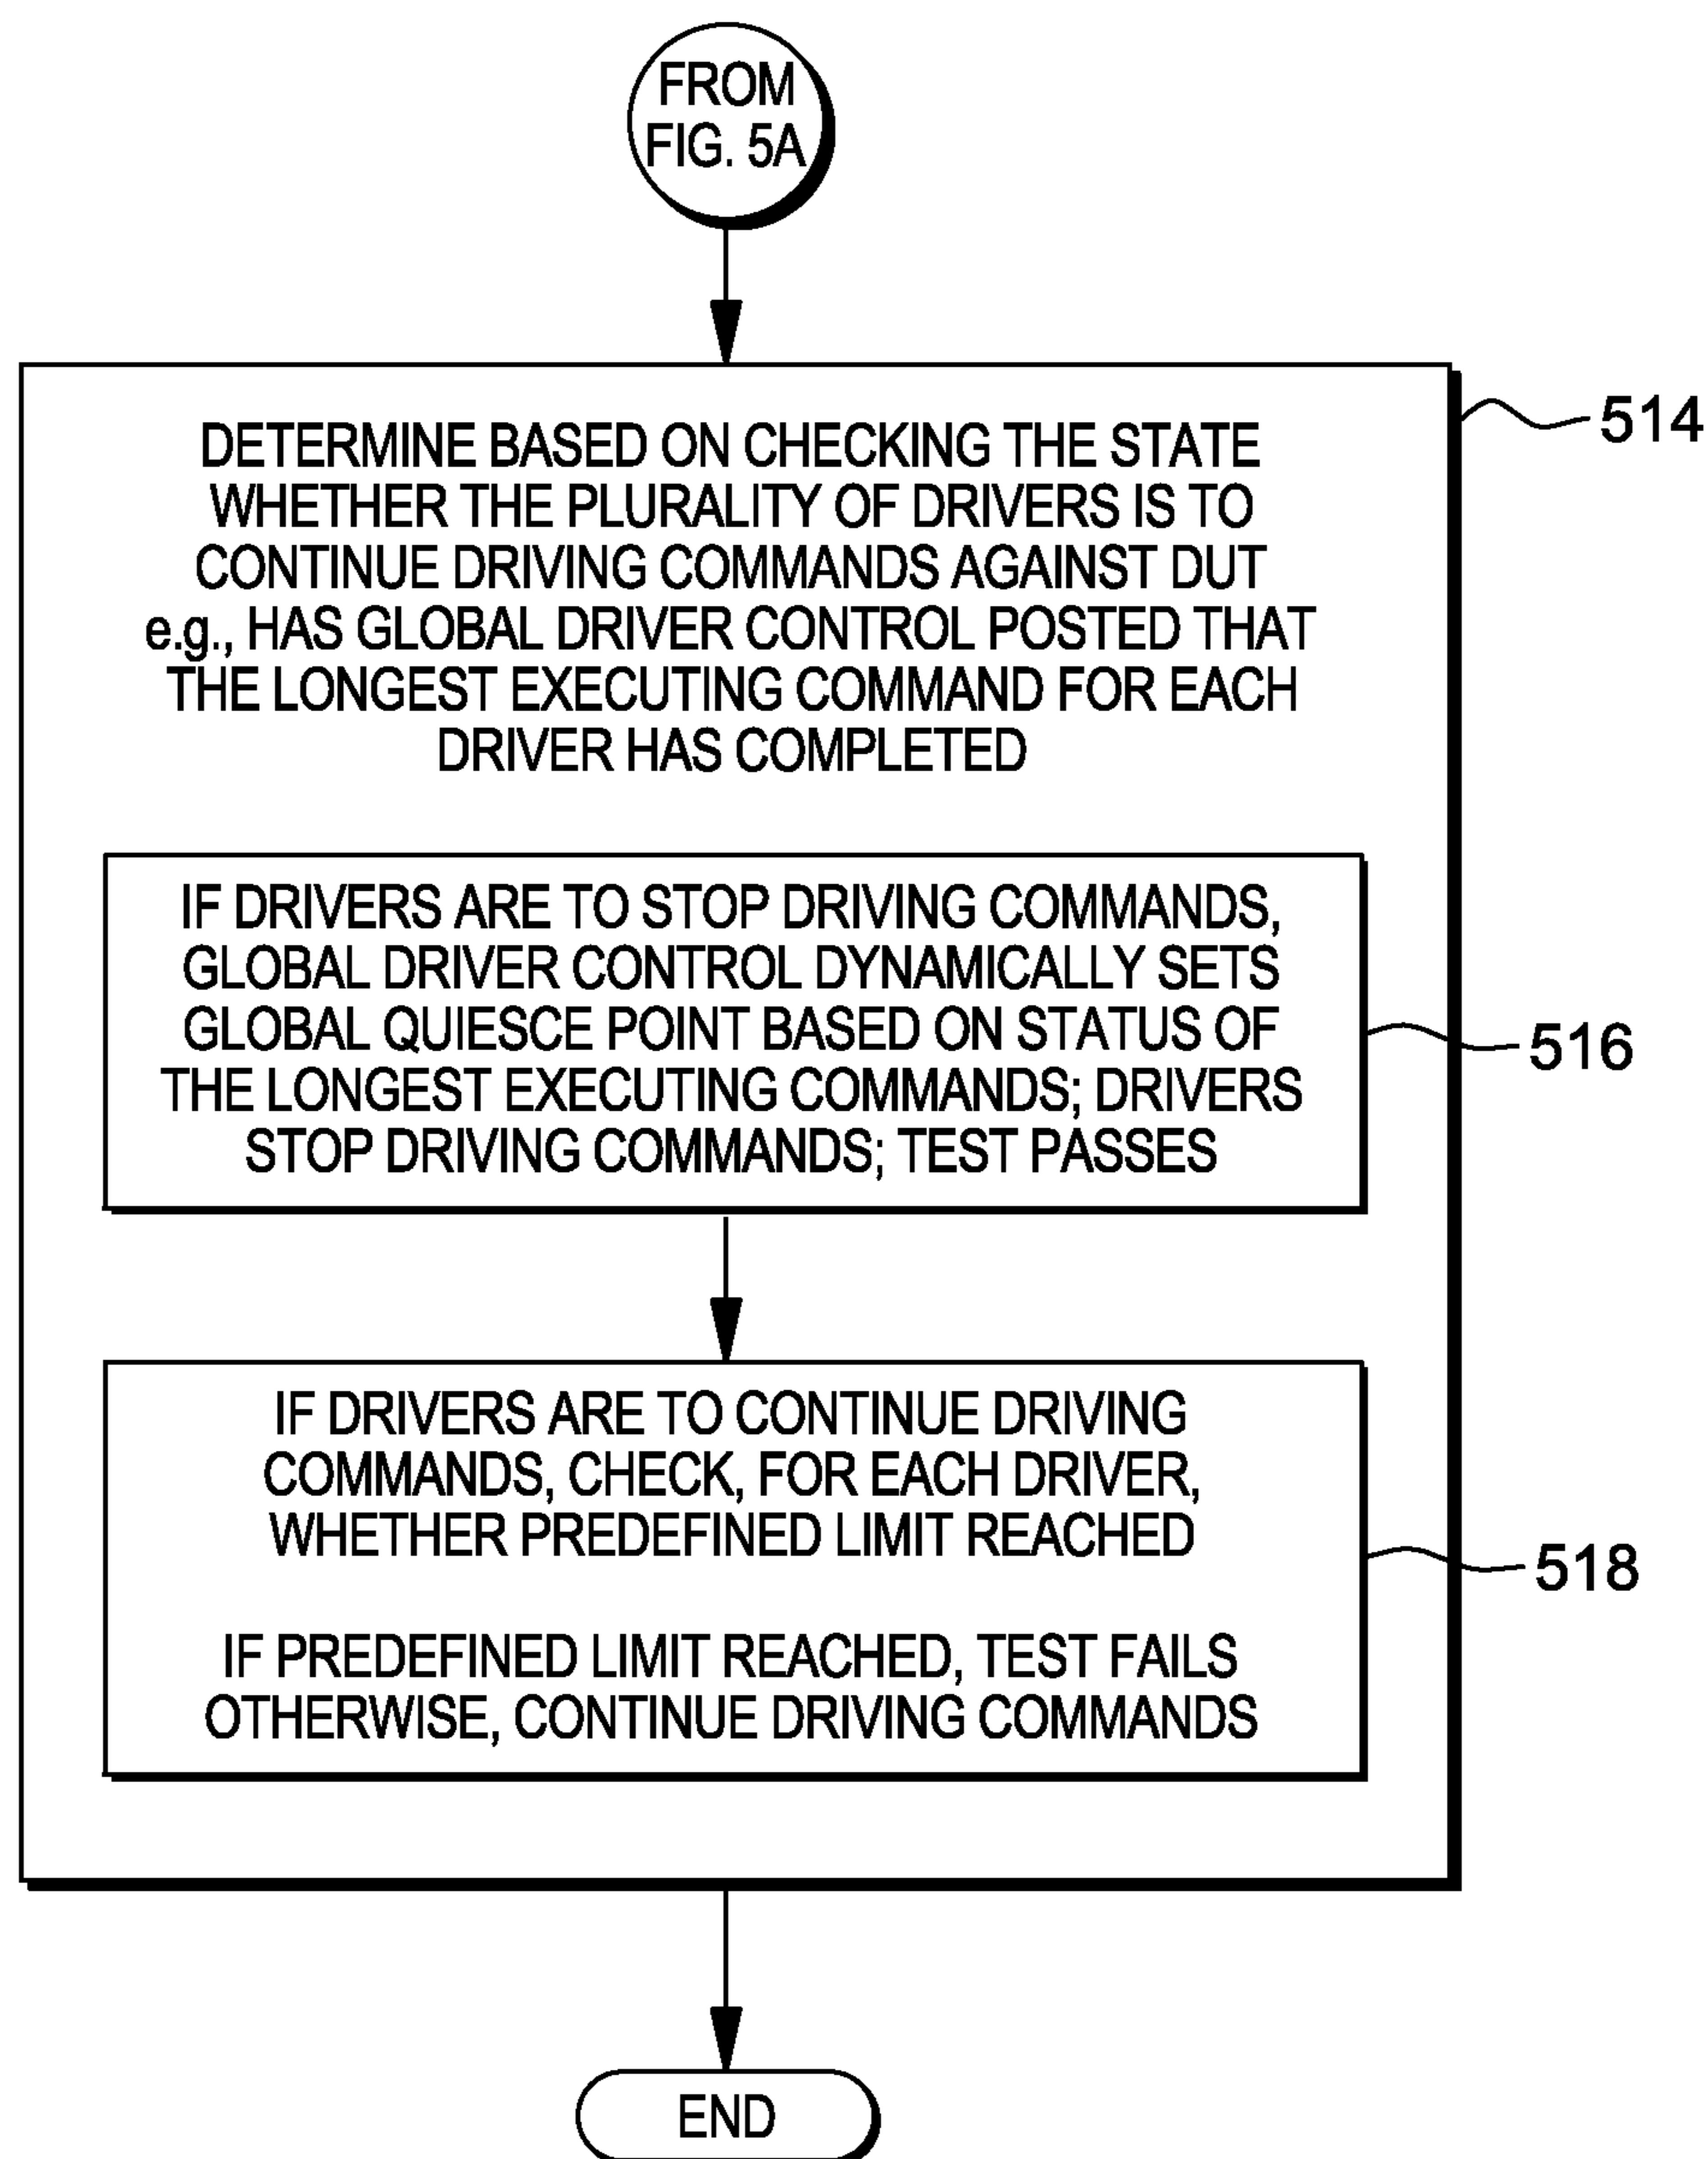 FROM
FIG. 5A
DETERMINE BASED ON CHECKING THE STATE
WHETHER THE PLURALITY OF DRIVERS IS TO
CONTINUE DRIVING COMMANDS AGAINST DUT
e.g., HAS GLOBAL DRIVER CONTROL POSTED THAT
THE LONGEST EXECUTING COMMAND FOR EACH
DRIVER HAS COMPLETED
514
IF DRIVERS ARE TO STOP DRIVING COMMANDS,
GLOBAL DRIVER CONTROL DYNAMICALLY SETS
GLOBAL QUIESCE POINT BASED ON STATUS OF
THE LONGEST EXECUTING COMMANDS; DRIVERS
STOP DRIVING COMMANDS; TEST PASSES
516
IF DRIVERS ARE TO CONTINUE DRIVING
COMMANDS, CHECK, FOR EACH DRIVER,
WHETHER PREDEFINED LIMIT REACHED
IF PREDEFINED LIMIT REACHED, TEST FAILS
OTHERWISE, CONTINUE DRIVING COMMANDS
518
END